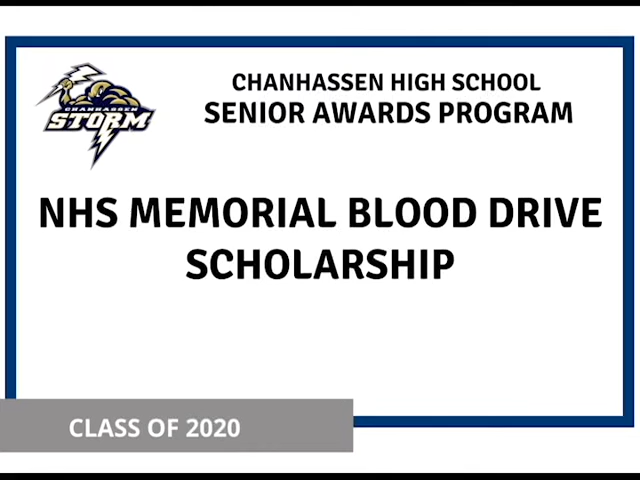 CHANHASSEN
STORM
CHANHASSEN HIGH SCHOOL
SENIOR AWARDS PROGRAM
NHS MEMORIAL BLOOD DRIVE
SCHOLARSHIP
CLASS OF 2020